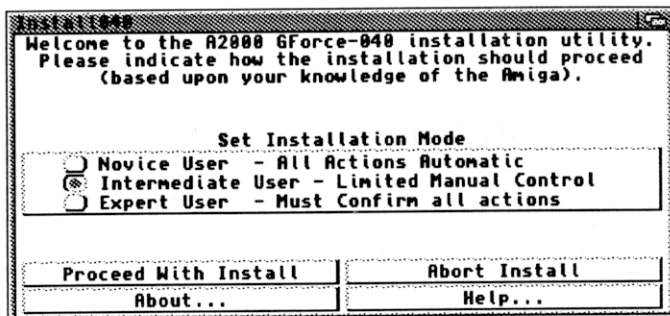 Install040
Welcome to the A2000 GForce-040 installation utility.
Please indicate how the installation should proceed
(based upon your knowledge of the Amiga).
Set Installation Mode
Novice User - All Actions Automatic
Intermediate User - Limited Manual Control
Expert User - Must Confirm all actions
Proceed With Install
Abort Install
About...
Help...